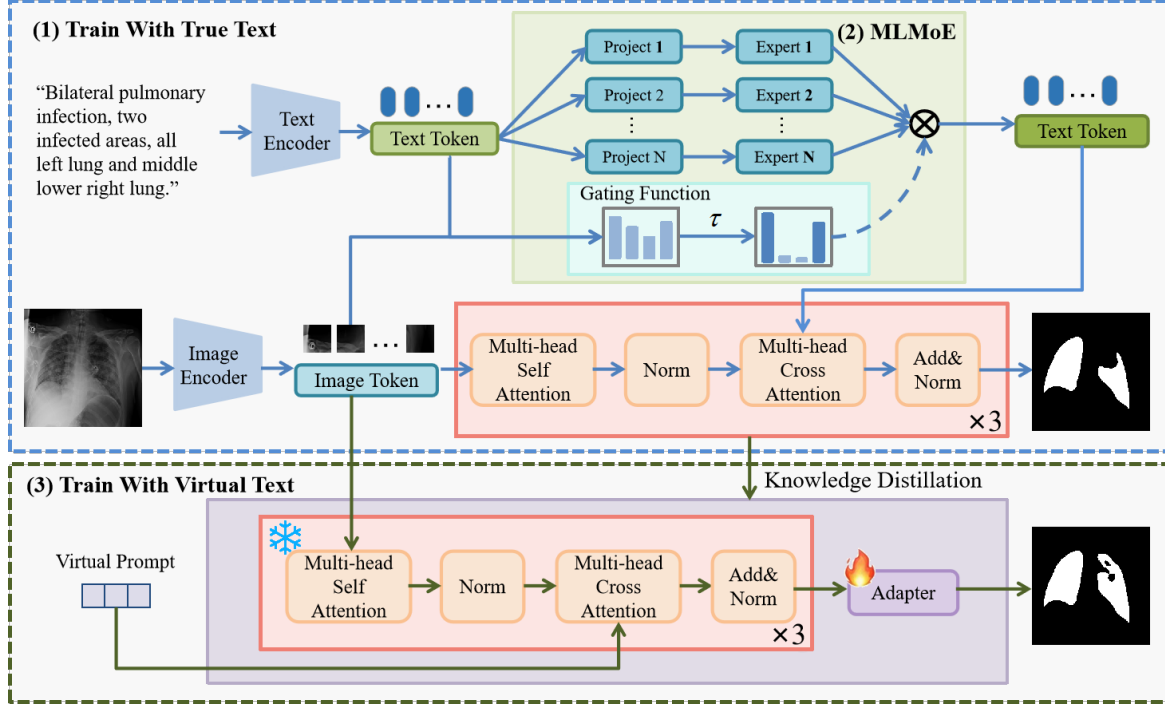 (1) Train With True Text
“Bilateral pulmonary
infection, two
infected areas, all
left lung and middle
lower right lung.”
Text
Encoder
Text Token
(2) MLMoE
Project 1
Expert 1
Project 2
Expert 2
Project N
Expert N
Gating Function
τ
Text Token
Image
Encoder
Image Token
Multi-head
Self
Attention
Norm
Multi-head
Cross
Attention
Add&
Norm
×3
(3) Train With Virtual Text
Knowledge Distillation
Virtual Prompt
Multi-head
Self
Attention
Norm
Multi-head
Cross
Attention
Add&
Norm
×3
Adapter